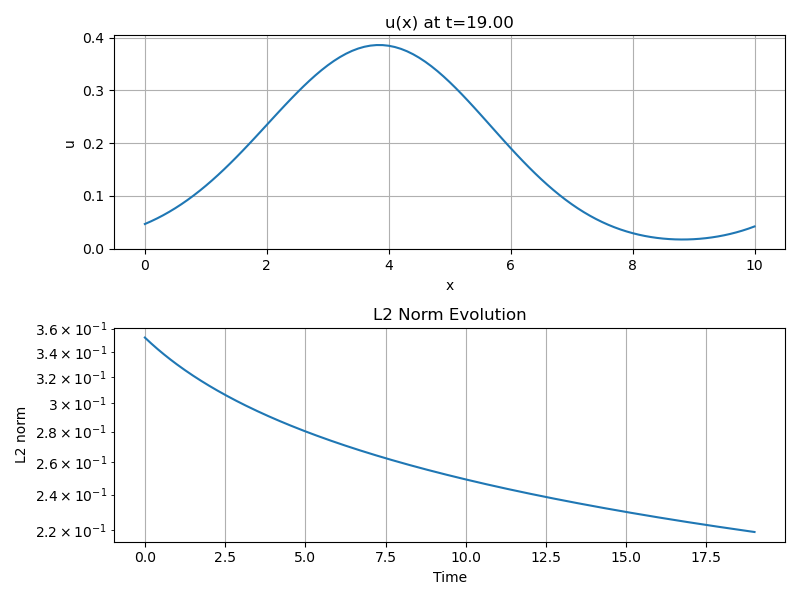 u(x) at t=19.00
0.4
0.3
0.2
0.1
0.0
u
0 2 4 6 8 10
x
L2 Norm Evolution
3.6 × 10⁻¹
3.4 × 10⁻¹
3.2 × 10⁻¹
3 × 10⁻¹
2.8 × 10⁻¹
2.6 × 10⁻¹
2.4 × 10⁻¹
2.2 × 10⁻¹
L2 norm
0.0 2.5 5.0 7.5 10.0 12.5 15.0 17.5
Time